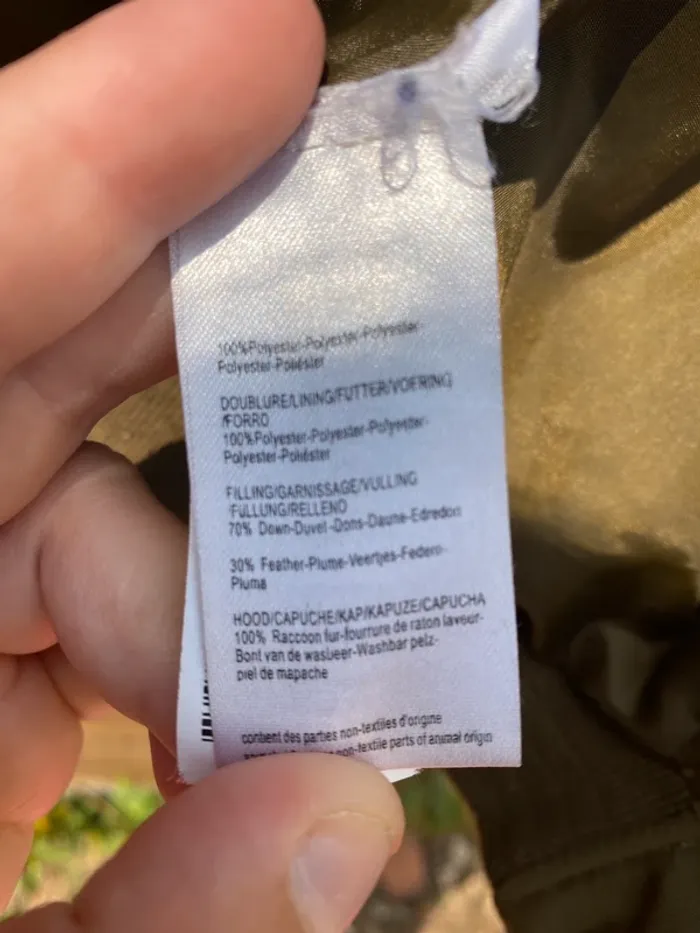 100%Polyester-Polyester-Polyester-
Polyester-Poliéster
DOUBLURE/LINING/FUTTER/VOERING
/FORRO
100%Polyester-Polyester-Polyester-
Polyester-Poliéster
FILLING/GARNISSAGE/VULLING
FULLUNG/RELLENO
70% Down-Duvet-Dons-Daune-Edredon
30% Feather-Plume-Veertjes-Federn-
Pluma
HOOD/CAPUCHE/KAP/KAPUZE/CAPUCHA
100% Raccoon fur-fourrure de raton laveur-
Bont van de wasbeer-Washbar pelz-
piel de mapache
contient des parties non-textiles d'origine
non-textile parts of animal origin